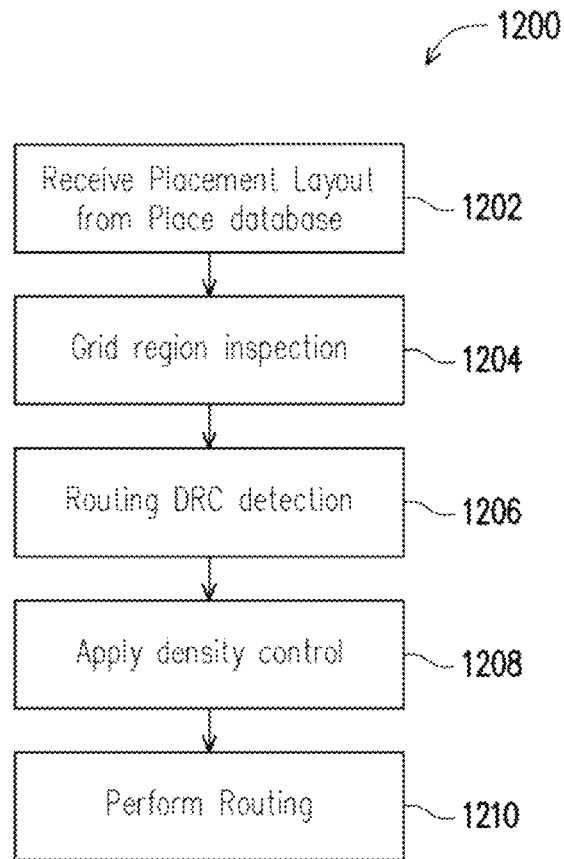 1200
Receive Placement Layout
from Place database
1202
Grid region inspection
1204
Routing DRC detection
1206
Apply density control
1208
Perform Routing
1210